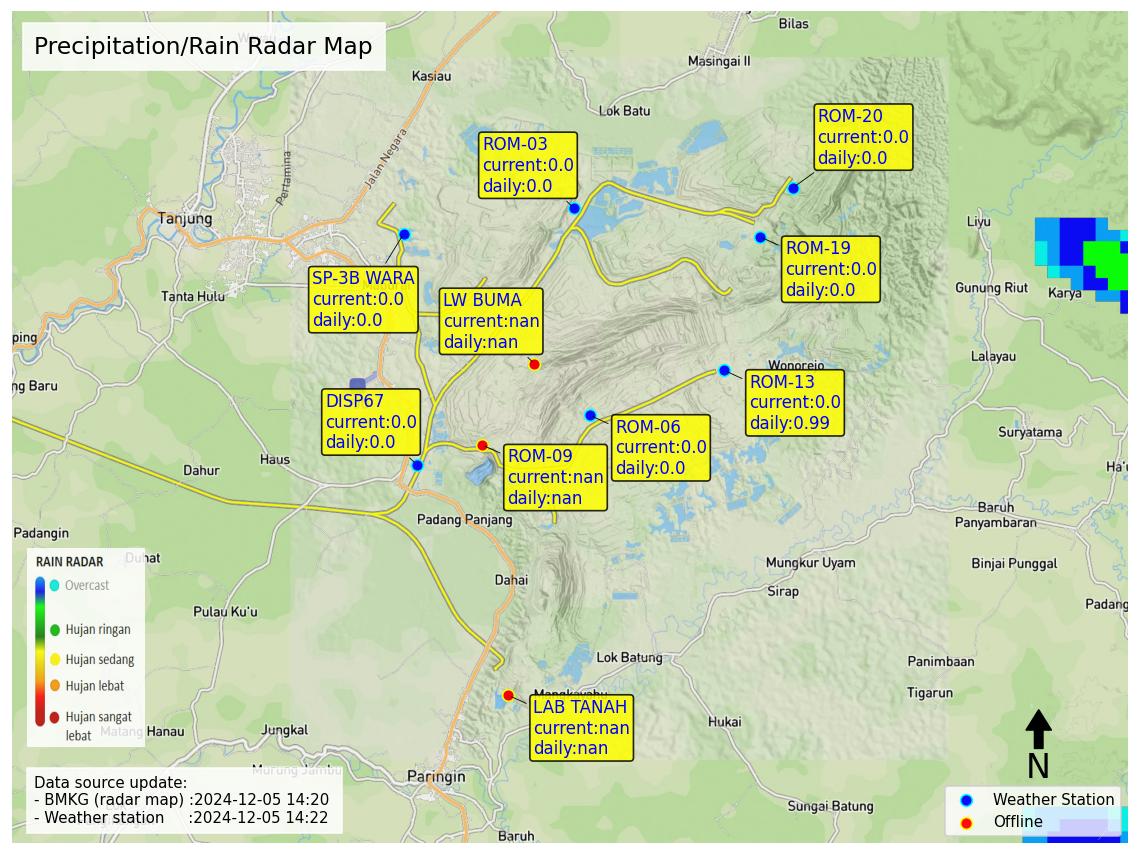 Precipitation/Rain Radar Map
Bilas
Masingai II
Kasiau
Lok Batu
Jalan Negara
Pertamina
Tanjung
Tanta Hulu
ping
ng Baru
ROM-20
current:0.0
daily:0.0
ROM-03
current:0.0
daily:0.0
ROM-19
current:0.0
daily:0.0
SP-3B WARA
current:0.0
daily:0.0
LW BUMA
current:nan
daily:nan
Liyu
Gunung Riut
Karya
Lalayau
Wonorejo
ROM-13
current:0.0
daily:0.99
DISP67
current:0.0
daily:0.0
ROM-06
current:0.0
daily:0.0
ROM-09
current:nan
daily:nan
Suryatama
Ha'u
Haus
Dahur
Padangin
Duhat
Padang Panjang
Baruh
Panyambaran
Binjai Punggal
Mungkur Uyam
Sirap
Padang
Dahai
Pulau Ku'u
RAIN RADAR
Overcast
Hujan ringan
Hujan sedang
Hujan lebat
Hujan sangat
lebat
Lok Batung
Panimbaan
Tigarun
Mangkayahu
LAB TANAH
current:nan
daily:nan
Hukai
Matang Hanau
Jungkal
Murung Jambu
Paringin
Sungai Batung
Baruh
N
Data source update:
- BMKG (radar map) :2024-12-05 14:20
- Weather station :2024-12-05 14:22
Weather Station
Offline